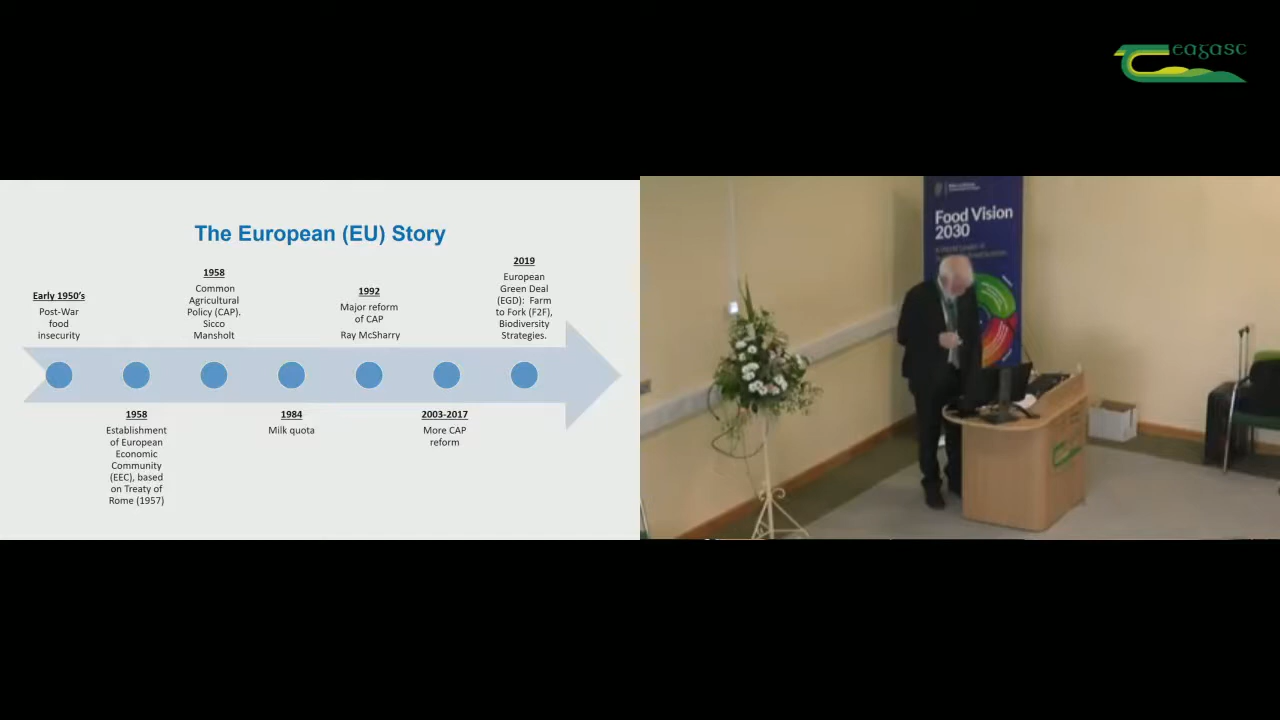 eagasc
The European (EU) Story
Early 1950's
Post-War
food
insecurity
1958
Establishment
of European
Economic
Community
(EEC), based
on Treaty of
Rome (1957)
1958
Common
Agricultural
Policy (CAP).
Sicco
Mansholt
1984
Milk quota
1992
Major reform
of CAP
Ray McSharry
2003-2017
More CAP
reform
2019
European
Green Deal
(EGD): Farm
to Fork (F2F),
Biodiversity
Strategies.
Food Vision
2030